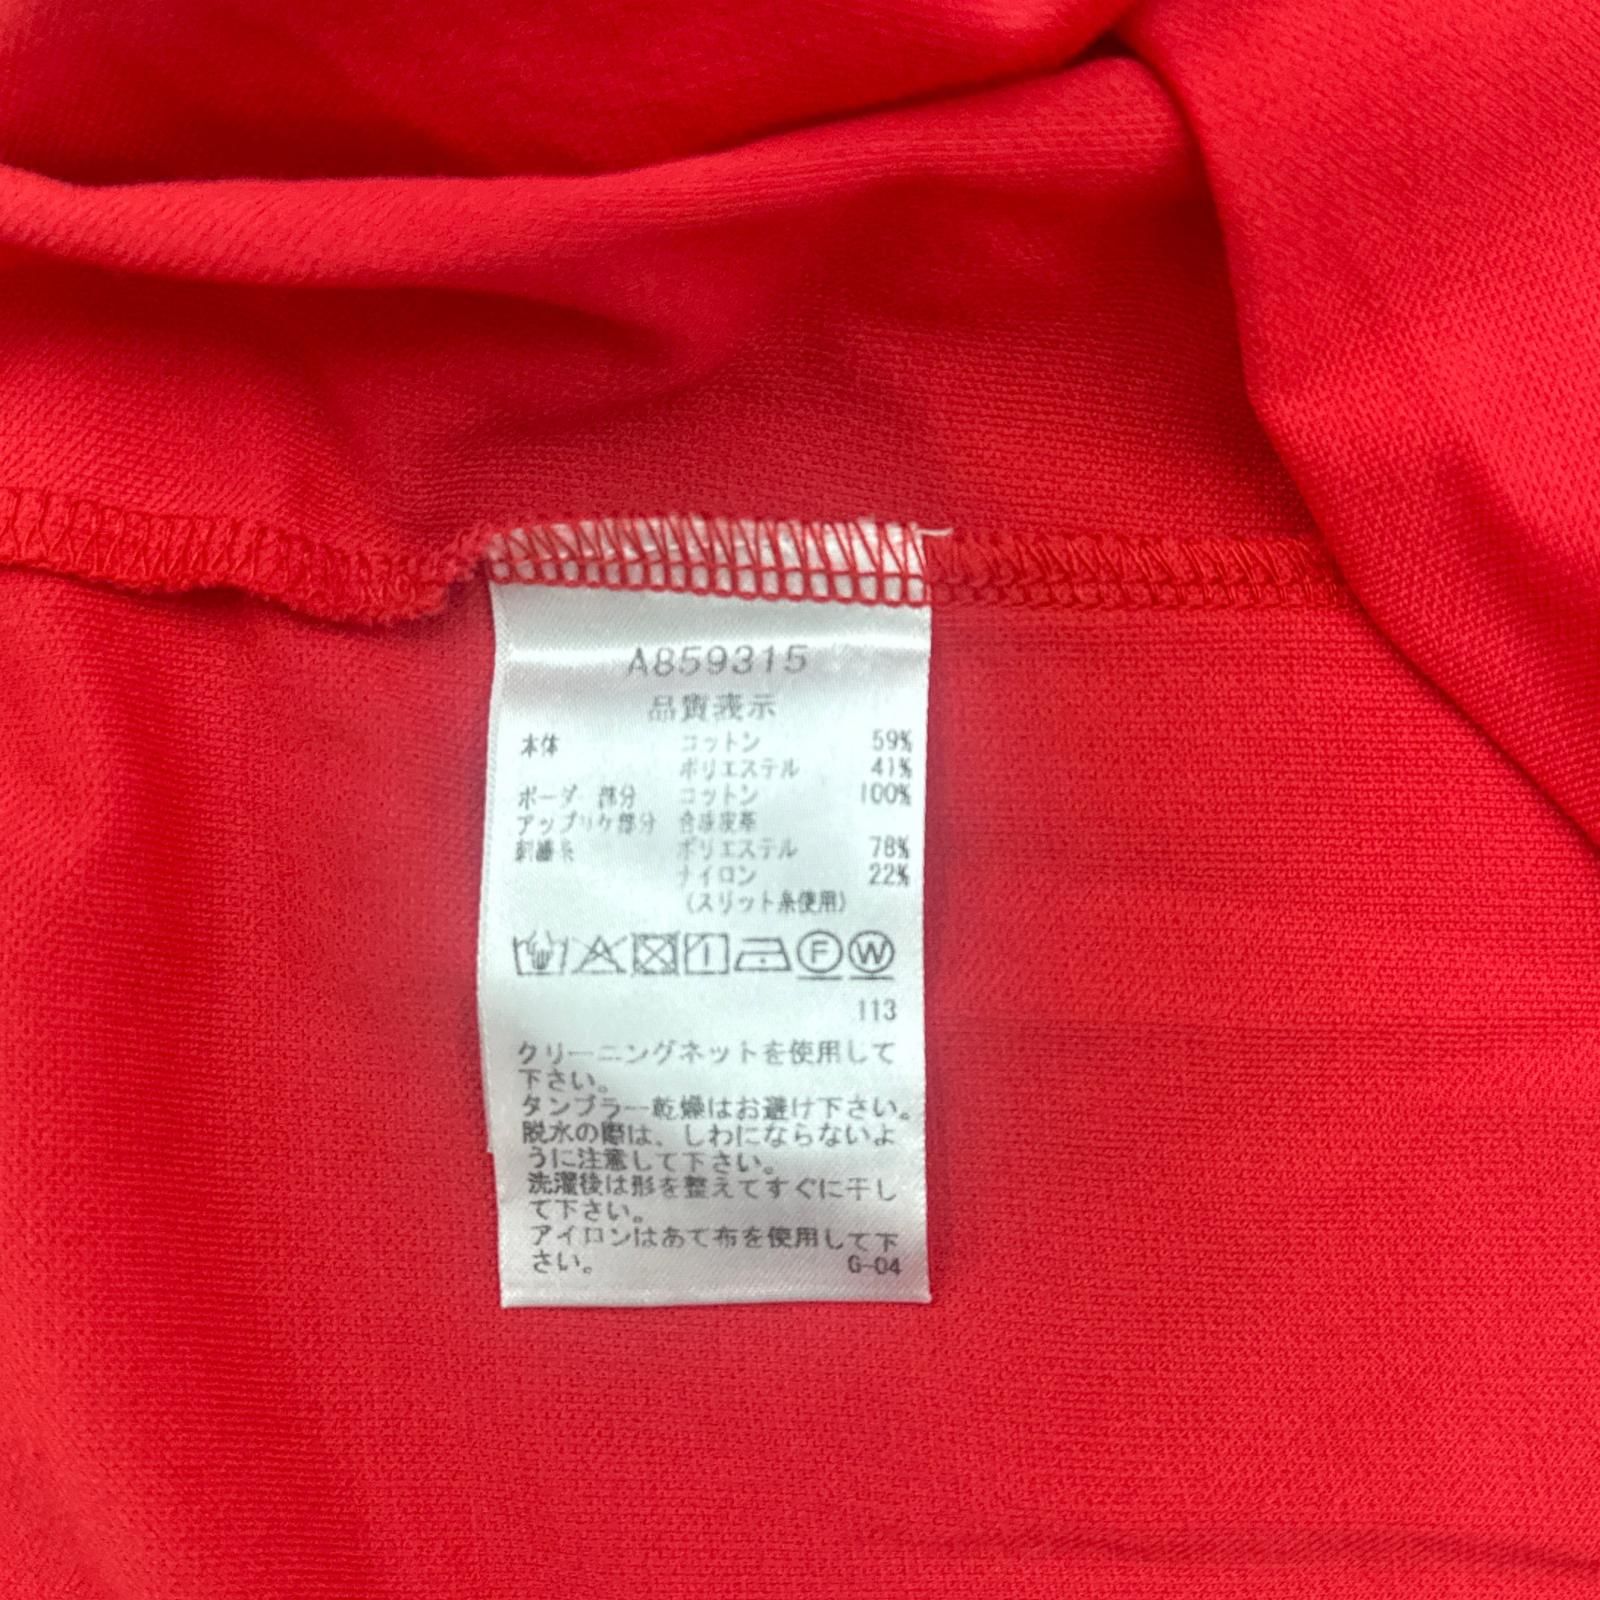 A859315
品質表示
本体 コットン 59%
ポリエステル 41%
ボーダー部分 コットン 100%
アップリケ部分 合成皮革
刺繍糸 ポリエステル 78%
ナイロン 22%
(スリット糸使用)
F W
113
クリーニングネットを使用して
下さい。
タンブラー乾燥はお避け下さい。
脱水の際は、しわにならないよ
うに注意して下さい。
洗濯後は形を整えてすぐに干し
て下さい。
アイロンはあて布を使用して下
さい。 G-04